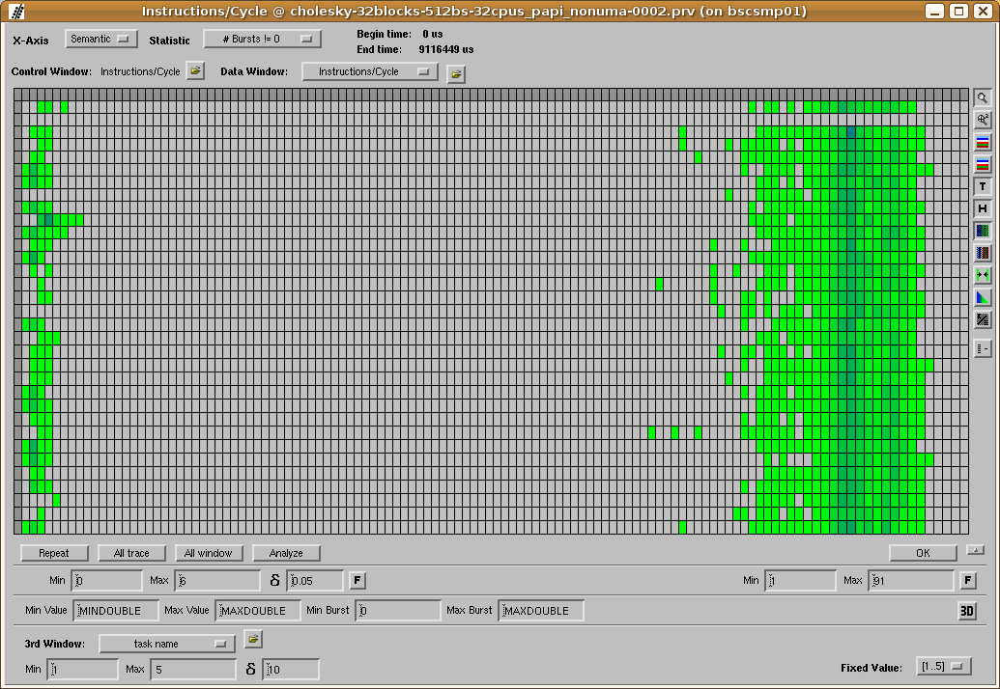 Instructions/Cycle @ cholesky-32blocks-512bs-32cpus_papi_nonuma-0002.prv (on bscsmp01)
X-Axis Semantic Statistic # Bursts != 0 Begin time: 0 us
End time: 9116449 us
Control Window: Instructions/Cycle Data Window: Instructions/Cycle
T
H
Repeat All trace All window Analyze OK
Min 0 Max 6 δ 0.05 F Min 1 Max 91 F
Min Value MINDOUBLE Max Value MAXDOUBLE Min Burst 0 Max Burst MAXDOUBLE 3D
3rd Window: task name
Min 1 Max 5 δ 10 Fixed Value: [1..5]